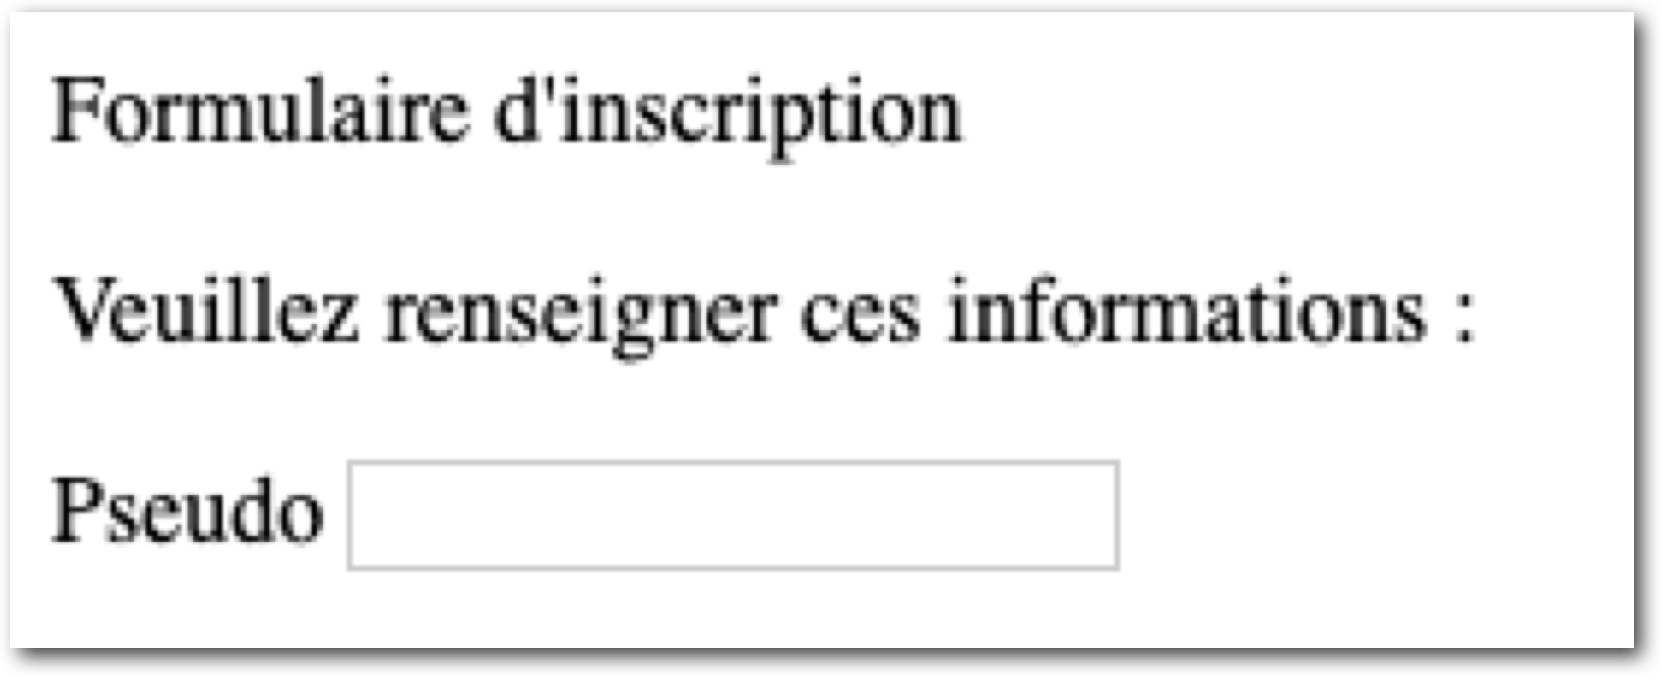 Formulaire d'inscription
Veuillez renseigner ces informations :
Pseudo